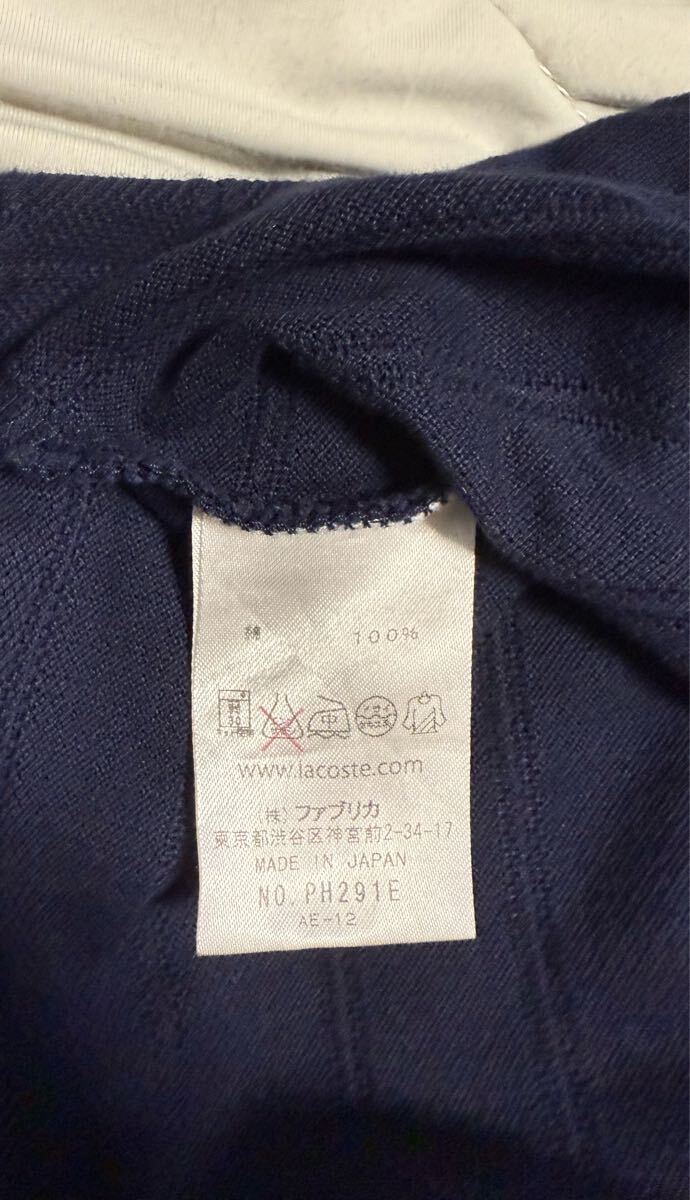 綿 100%
中
www.lacoste.com
(株) ファブリカ
東京都渋谷区神宮前2-34-17
MADE IN JAPAN
NO. PH291E
AE-12